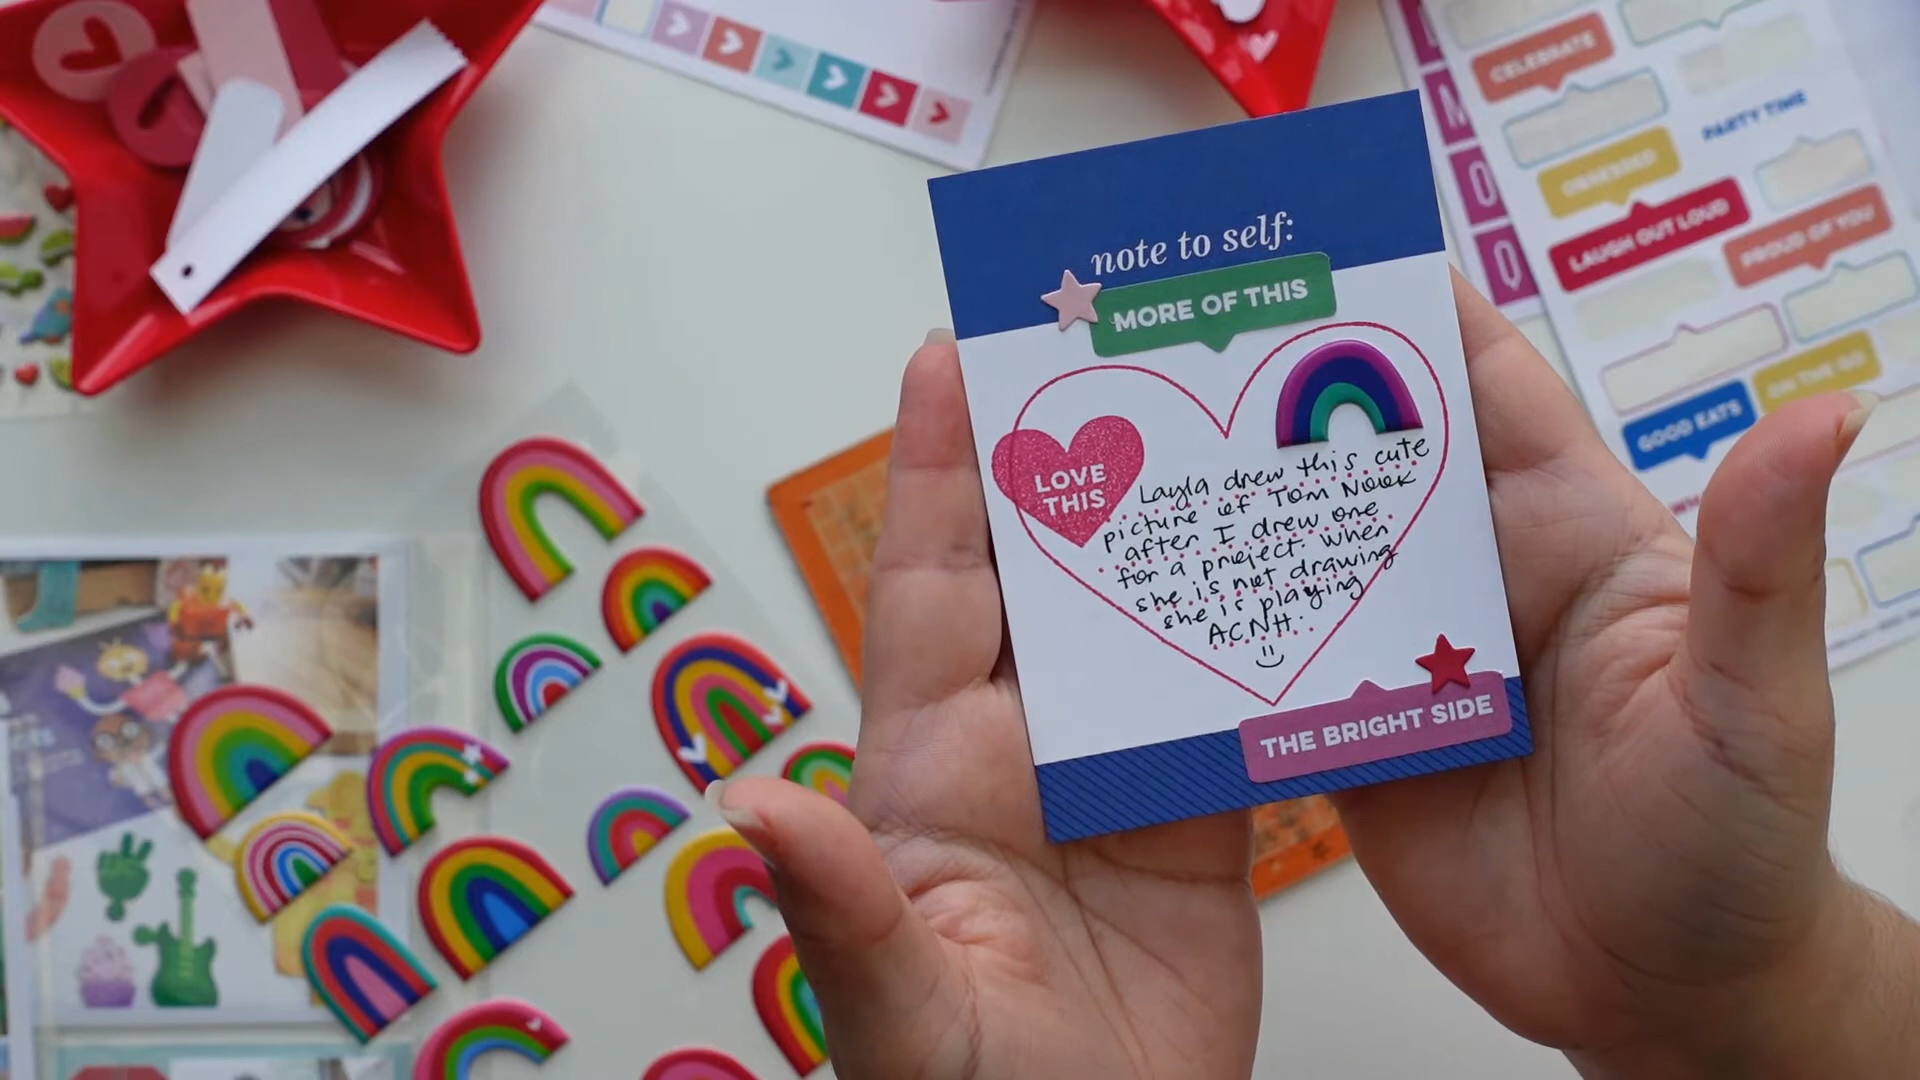 note to self:
MORE OF THIS
LOVE
THIS
Layla drew this cute
picture of Tom Nook
after I drew one
for a project. When
she is not drawing
she is playing
ACNH.
THE BRIGHT SIDE
CELEBRATE
PARTY TIME
OBSESSED
LAUGH OUT LOUD
PROUD OF YOU
ON THE GO
GOOD EATS